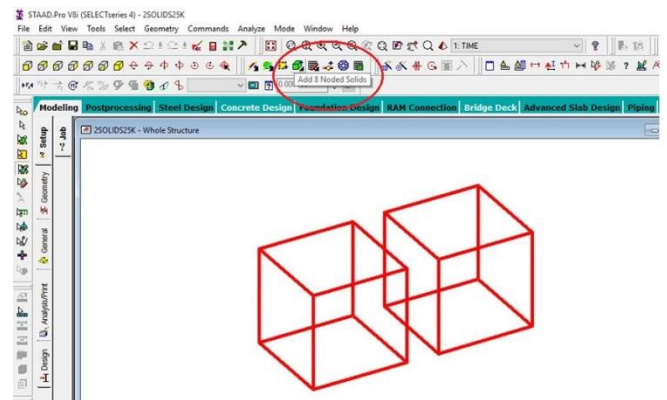 STAAD.Pro V8i (SELECTseries 4) - 2SOLIDS25K
File Edit View Tools Select Geometry Commands Analyze Mode Window Help
1: TIME
Add 8 Noded Solids
Modeling Postprocessing Steel Design Concrete Design Foundation Design RAM Connection Bridge Deck Advanced Slab Design Piping
2SOLIDS25K - Whole Structure
Job
Setup
Geometry
General
Analysis/Print
Design